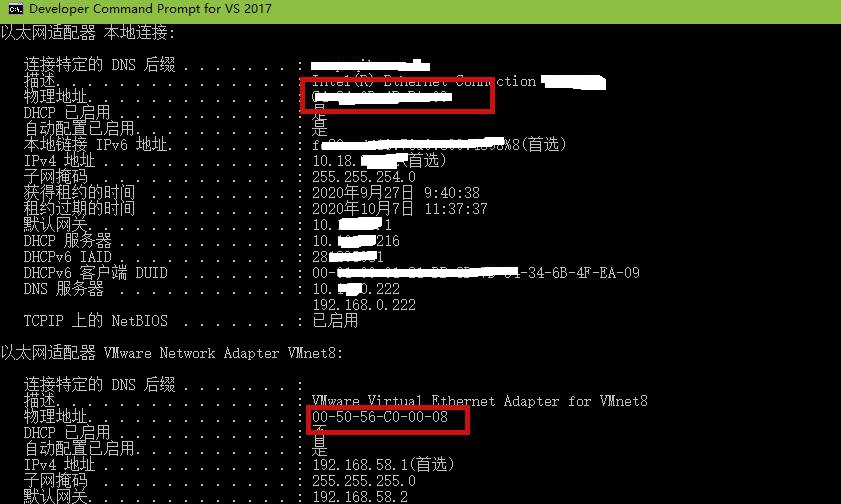 Developer Command Prompt for VS 2017
以太网适配器 本地连接:
连接特定的 DNS 后缀 . . . . . . . :
描述. . . . . . . . . . . . . . . : Intel(R) Ethernet Connection
物理地址. . . . . . . . . . . . . :
DHCP 已启用 . . . . . . . . . . . : 是
自动配置已启用. . . . . . . . . . : 是
本地链接 IPv6 地址. . . . . . . . : %8(首选)
IPv4 地址 . . . . . . . . . . . . : 10.18. (首选)
子网掩码 . . . . . . . . . . . . : 255.255.254.0
获得租约的时间 . . . . . . . . . : 2020年9月27日 9:40:38
租约过期的时间 . . . . . . . . . : 2020年10月7日 11:37:37
默认网关. . . . . . . . . . . . . : 10. 1
DHCP 服务器 . . . . . . . . . . . : 10. 216
DHCPv6 IAID . . . . . . . . . . . : 28
DHCPv6 客户端 DUID . . . . . . . : 00- -34-6B-4F-EA-09
DNS 服务器 . . . . . . . . . . . : 10. 0.222
192.168.0.222
TCPIP 上的 NetBIOS . . . . . . . : 已启用
以太网适配器 VMware Network Adapter VMnet8:
连接特定的 DNS 后缀 . . . . . . . :
描述. . . . . . . . . . . . . . . : VMware Virtual Ethernet Adapter for VMnet8
物理地址. . . . . . . . . . . . . : 00-50-56-C0-00-08
DHCP 已启用 . . . . . . . . . . . : 否
自动配置已启用. . . . . . . . . . : 是
IPv4 地址 . . . . . . . . . . . . : 192.168.58.1(首选)
子网掩码 . . . . . . . . . . . . : 255.255.255.0
默认网关. . . . . . . . . . . . . : 192.168.58.2